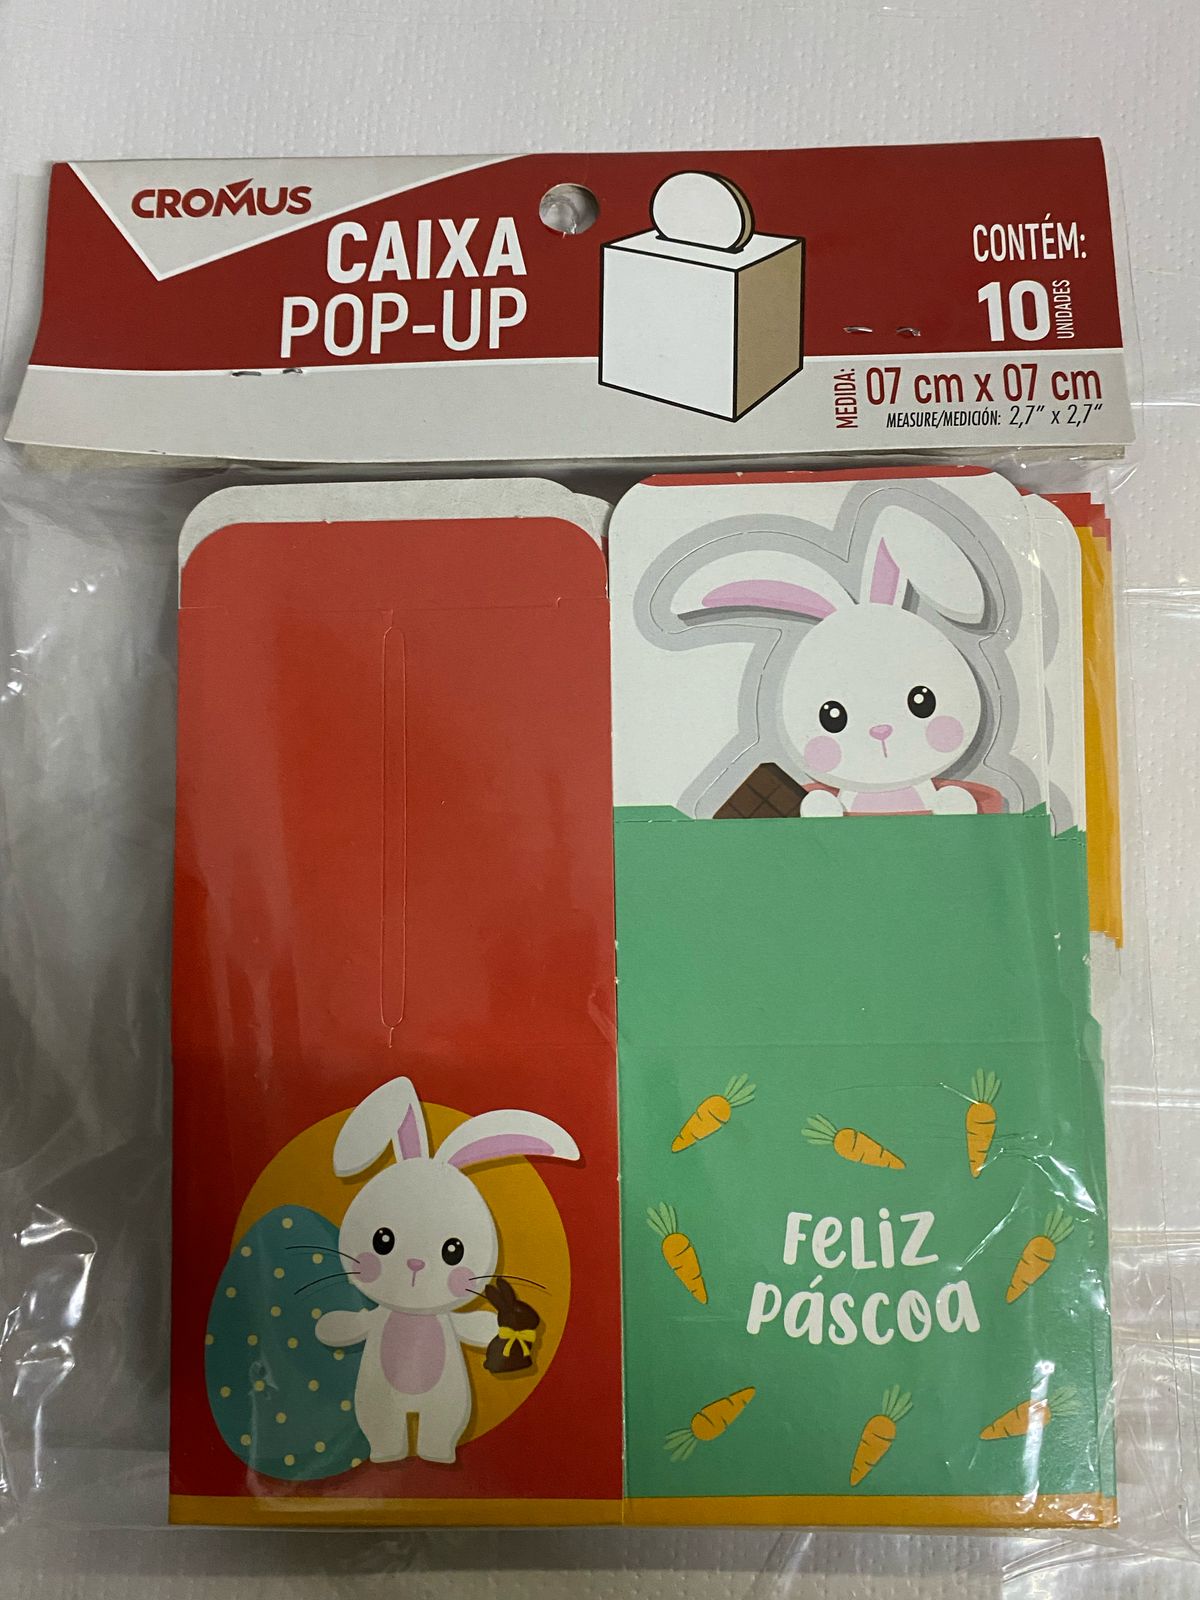 CROMUS
CAIXA
POP-UP
CONTÉM:
10 UNIDADES
MEDIDA: 07 cm x 07 cm
MEASURE/MEDICIÓN: 2,7" x 2,7"
FELIZ
PÁSCOA